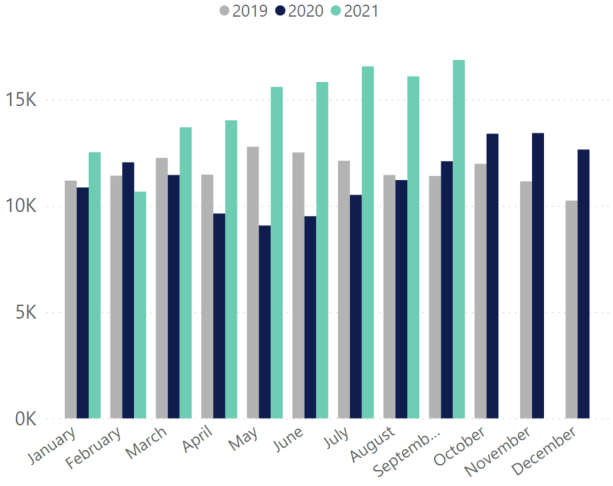 2019 2020 2021
15K
10K
5K
0K
January February March April May June July August Septemb... October November December